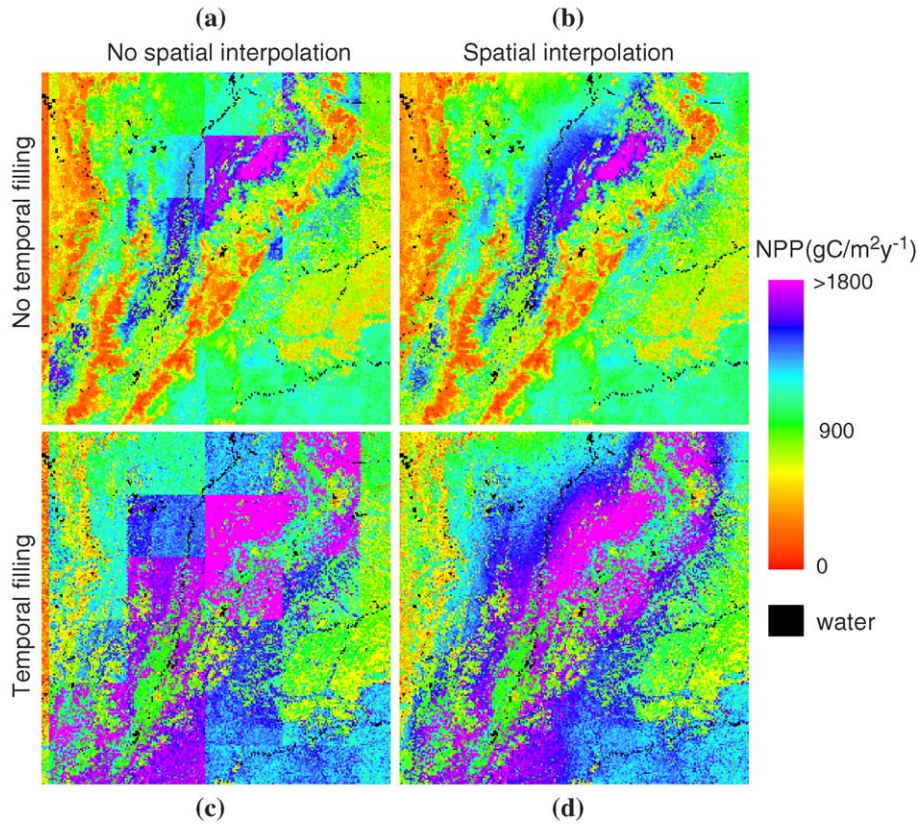 (a)
(b)
No spatial interpolation
Spatial interpolation
No temporal filling
Temporal filling
NPP(gC/m²y⁻¹)
>1800
900
0
water
(c)
(d)